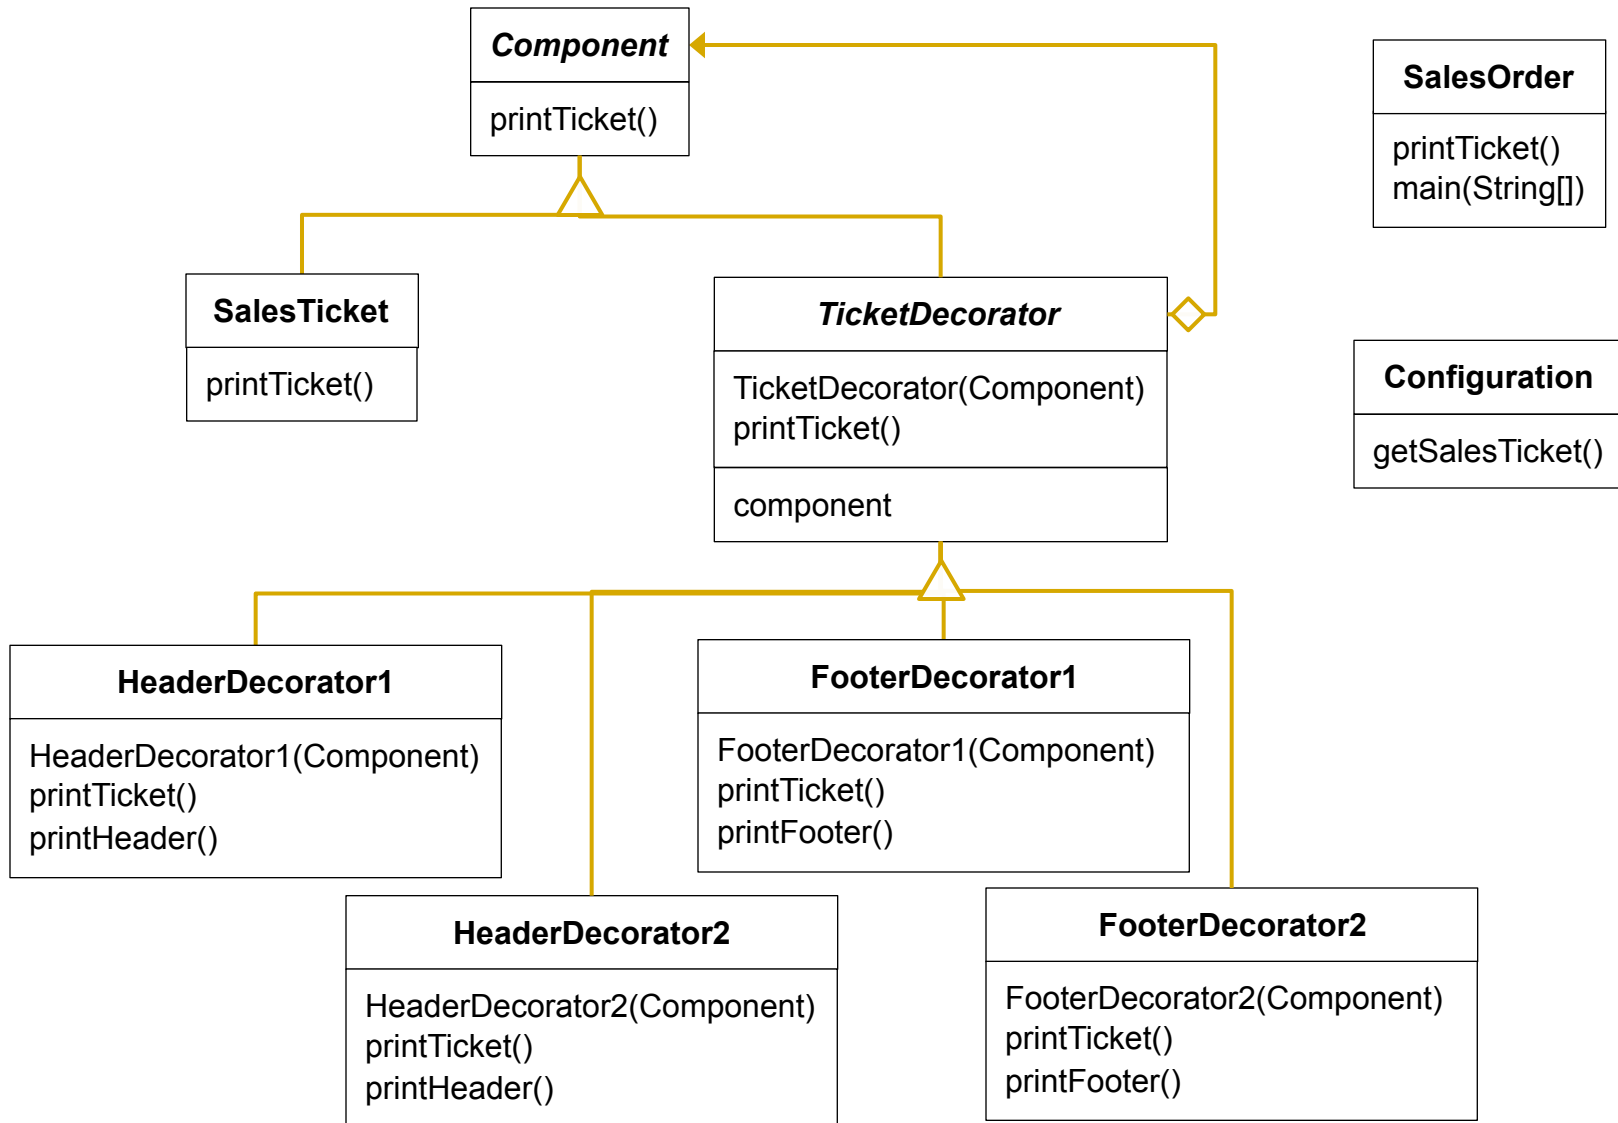 Component
printTicket()
SalesOrder
printTicket()
main(String[])
SalesTicket
printTicket()
TicketDecorator
TicketDecorator(Component)
printTicket()
component
Configuration
getSalesTicket()
HeaderDecorator1
HeaderDecorator1(Component)
printTicket()
printHeader()
FooterDecorator1
FooterDecorator1(Component)
printTicket()
printFooter()
HeaderDecorator2
HeaderDecorator2(Component)
printTicket()
printHeader()
FooterDecorator2
FooterDecorator2(Component)
printTicket()
printFooter()